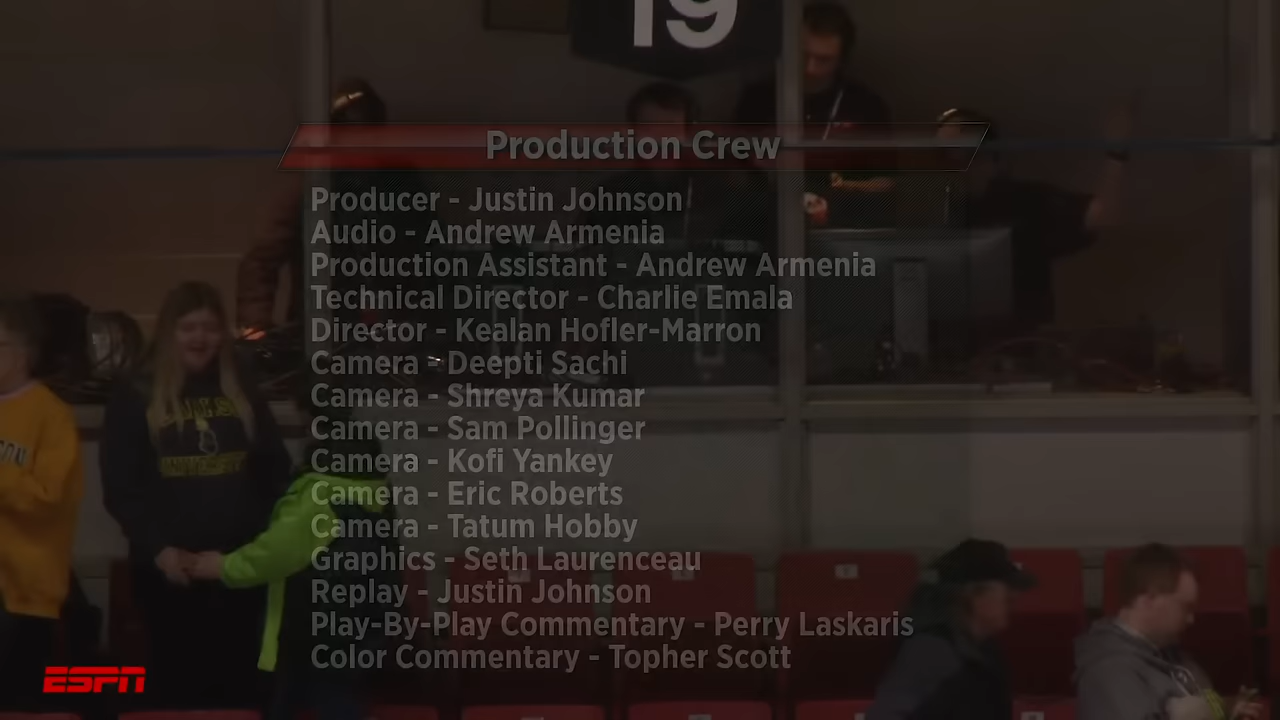 19
Production Crew
Producer - Justin Johnson
Audio - Andrew Armenia
Production Assistant - Andrew Armenia
Technical Director - Charlie Emala
Director - Kealan Hofler-Marron
Camera - Deepti Sachi
Camera - Shreya Kumar
Camera - Sam Pollinger
Camera - Kofi Yankey
Camera - Eric Roberts
Camera - Tatum Hobby
Graphics - Seth Laurenceau
Replay - Justin Johnson
Play-By-Play Commentary - Perry Laskaris
Color Commentary - Topher Scott
ESPN